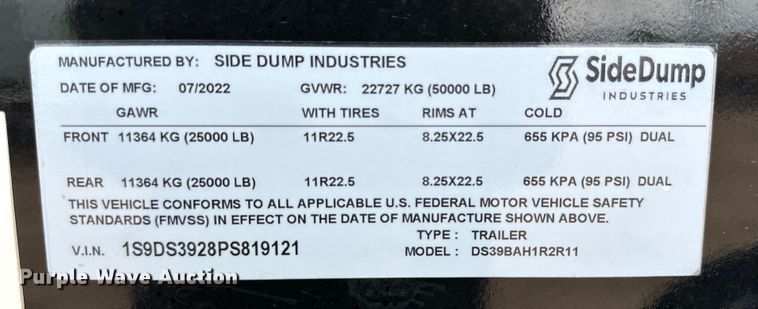 MANUFACTURED BY: SIDE DUMP INDUSTRIES
SideDump
INDUSTRIES
DATE OF MFG: 07/2022 GVWR: 22727 KG (50000 LB)
GAWR WITH TIRES RIMS AT COLD
FRONT 11364 KG (25000 LB) 11R22.5 8.25X22.5 655 KPA (95 PSI) DUAL
REAR 11364 KG (25000 LB) 11R22.5 8.25X22.5 655 KPA (95 PSI) DUAL
THIS VEHICLE CONFORMS TO ALL APPLICABLE U.S. FEDERAL MOTOR VEHICLE SAFETY
STANDARDS (FMVSS) IN EFFECT ON THE DATE OF MANUFACTURE SHOWN ABOVE.
TYPE: TRAILER
V.I.N. 1S9DS3928PS819121 MODEL: DS39BAH1R2R11
Purple Wave Auction